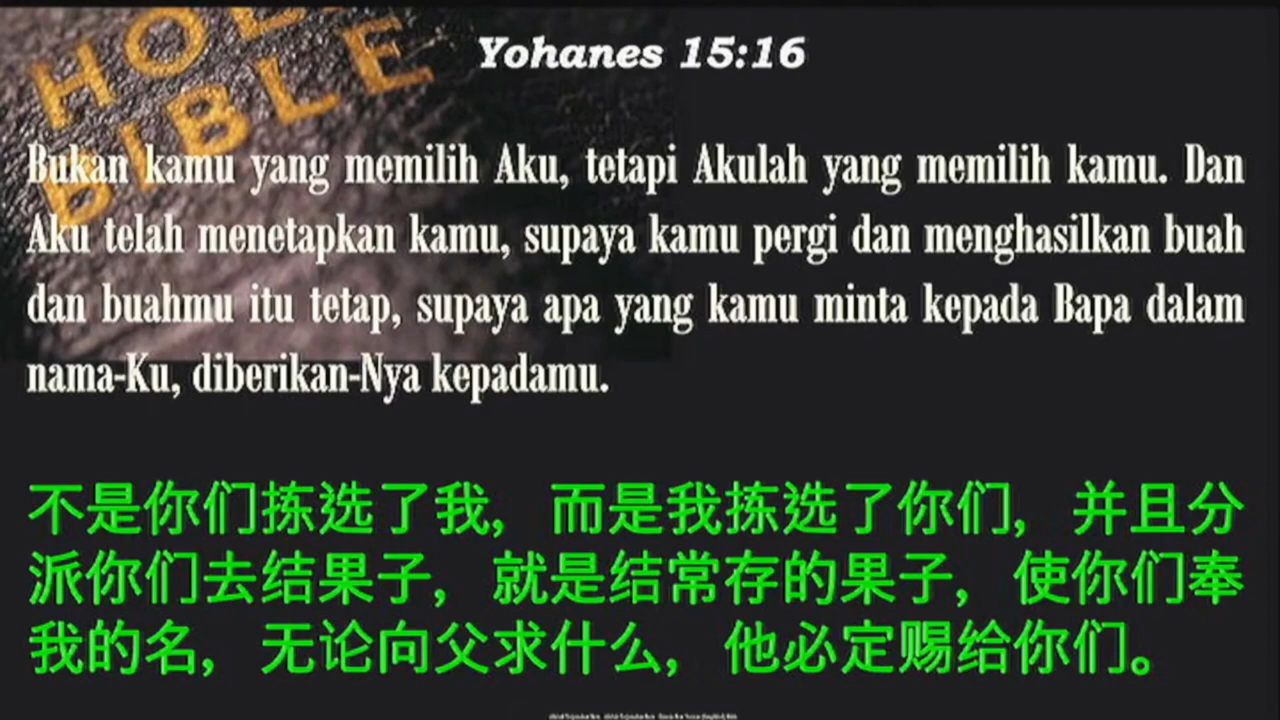 HOL
BIBLE
Yohanes 15:16
Bukan kamu yang memilih Aku, tetapi Akulah yang memilih kamu. Dan
Aku telah menetapkan kamu, supaya kamu pergi dan menghasilkan buah
dan buahmu itu tetap, supaya apa yang kamu minta kepada Bapa dalam
nama-Ku, diberikan-Nya kepadamu.
不是你们拣选了我, 而是我拣选了你们, 并且分
派你们去结果子, 就是结常存的果子, 使你们奉
我的名, 无论向父求什么, 他必定赐给你们。